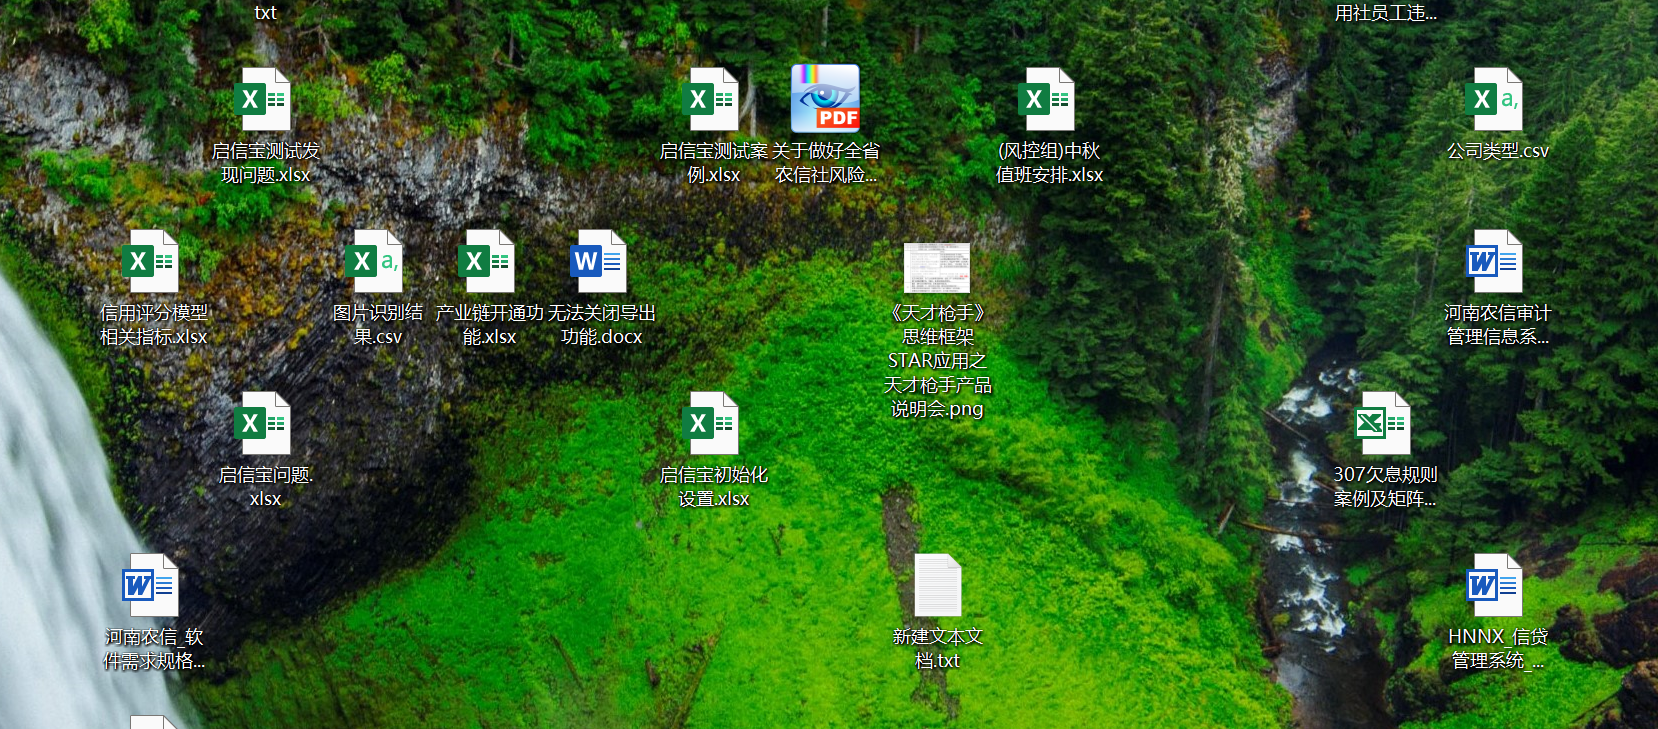 txt
用社员工违...
启信宝测试发
现问题.xlsx
启信宝测试案
例.xlsx
PDF
关于做好全省
农信社风险...
(风控组)中秋
值班安排.xlsx
a,
公司类型.csv
信用评分模型
相关指标.xlsx
a,
图片识别结
果.csv
产业链开通功
能.xlsx
无法关闭导出
功能.docx
《天才枪手》
思维框架
STAR应用之
天才枪手产品
说明会.png
河南农信审计
管理信息系...
启信宝问题.
xlsx
启信宝初始化
设置.xlsx
307欠息规则
案例及矩阵...
河南农信_软
件需求规格...
新建文本文
档.txt
HNNX_信贷
管理系统_...